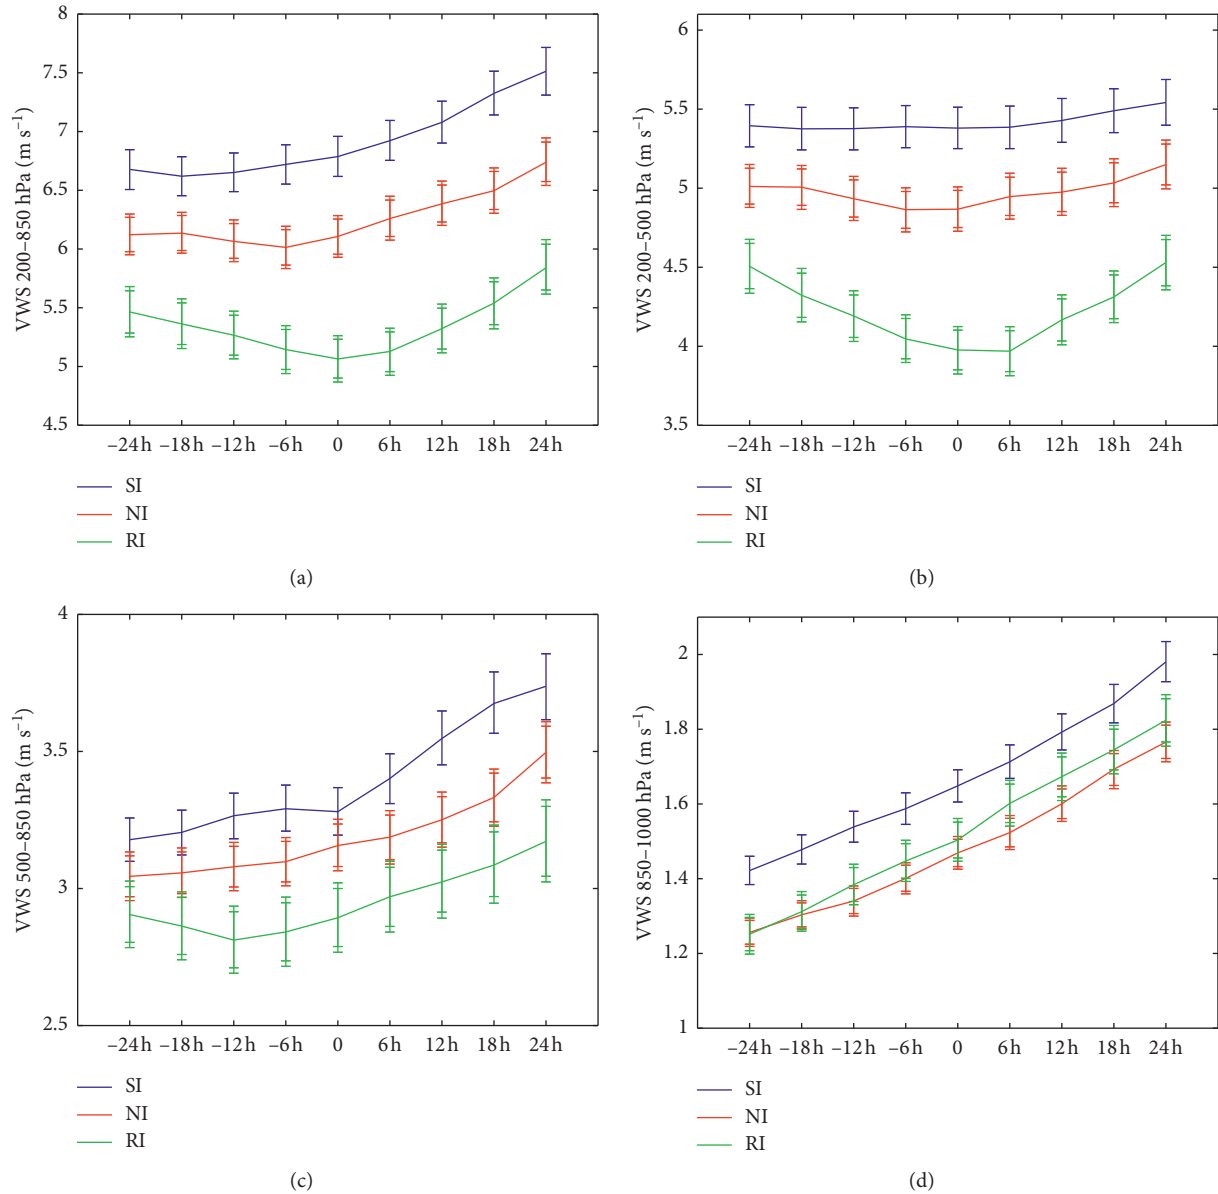 VWS 200–850 hPa (m s⁻¹)
8
7.5
7
6.5
6
5.5
5
4.5
–24h –18h –12h –6h 0 6h 12h 18h 24h
SI
NI
RI
(a)
VWS 200–500 hPa (m s⁻¹)
6
5.5
5
4.5
4
3.5
–24h –18h –12h –6h 0 6h 12h 18h 24h
SI
NI
RI
(b)
VWS 500–850 hPa (m s⁻¹)
4
3.5
3
2.5
–24h –18h –12h –6h 0 6h 12h 18h 24h
SI
NI
RI
(c)
VWS 850–1000 hPa (m s⁻¹)
2
1.8
1.6
1.4
1.2
1
–24h –18h –12h –6h 0 6h 12h 18h 24h
SI
NI
RI
(d)